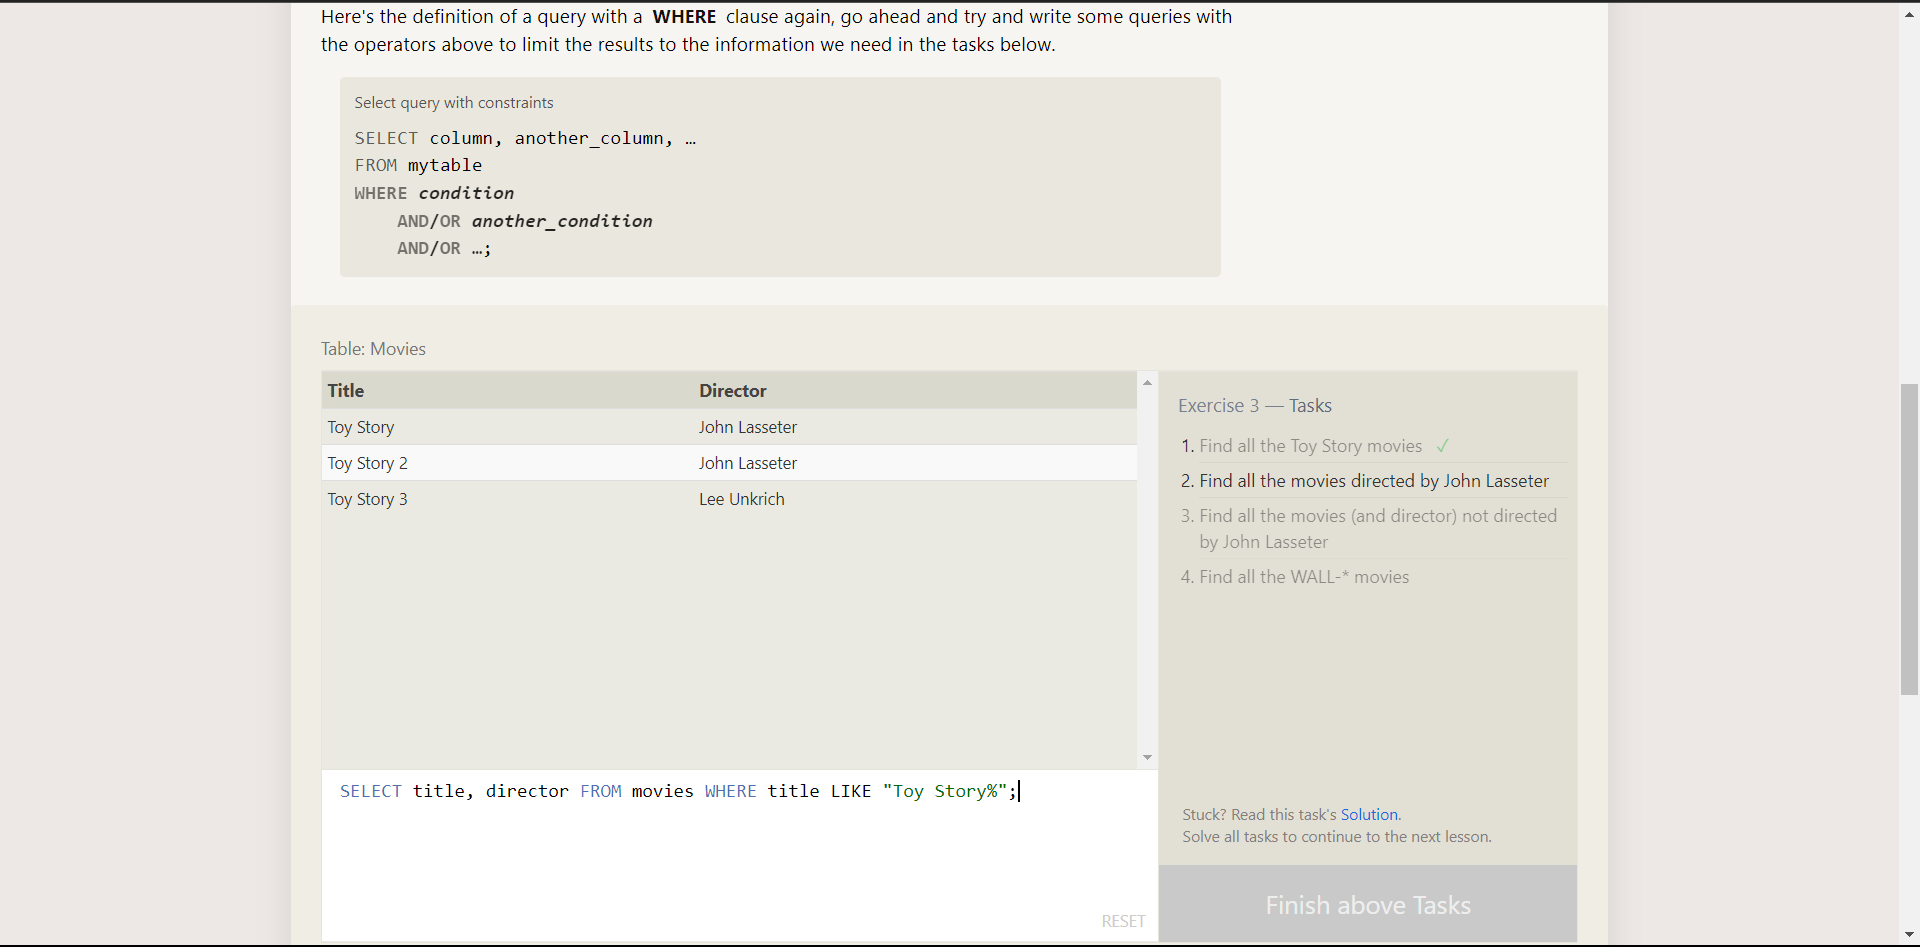 Here's the definition of a query with a WHERE clause again, go ahead and try and write some queries with
the operators above to limit the results to the information we need in the tasks below.
Select query with constraints
SELECT column, another_column, …
FROM mytable
WHERE condition
AND/OR another_condition
AND/OR …;
Table: Movies
Title Director
Toy Story John Lasseter
Toy Story 2 John Lasseter
Toy Story 3 Lee Unkrich
SELECT title, director FROM movies WHERE title LIKE "Toy Story%";
RESET
Exercise 3 — Tasks
1. Find all the Toy Story movies ✓
2. Find all the movies directed by John Lasseter
3. Find all the movies (and director) not directed
by John Lasseter
4. Find all the WALL-* movies
Stuck? Read this task's Solution.
Solve all tasks to continue to the next lesson.
Finish above Tasks